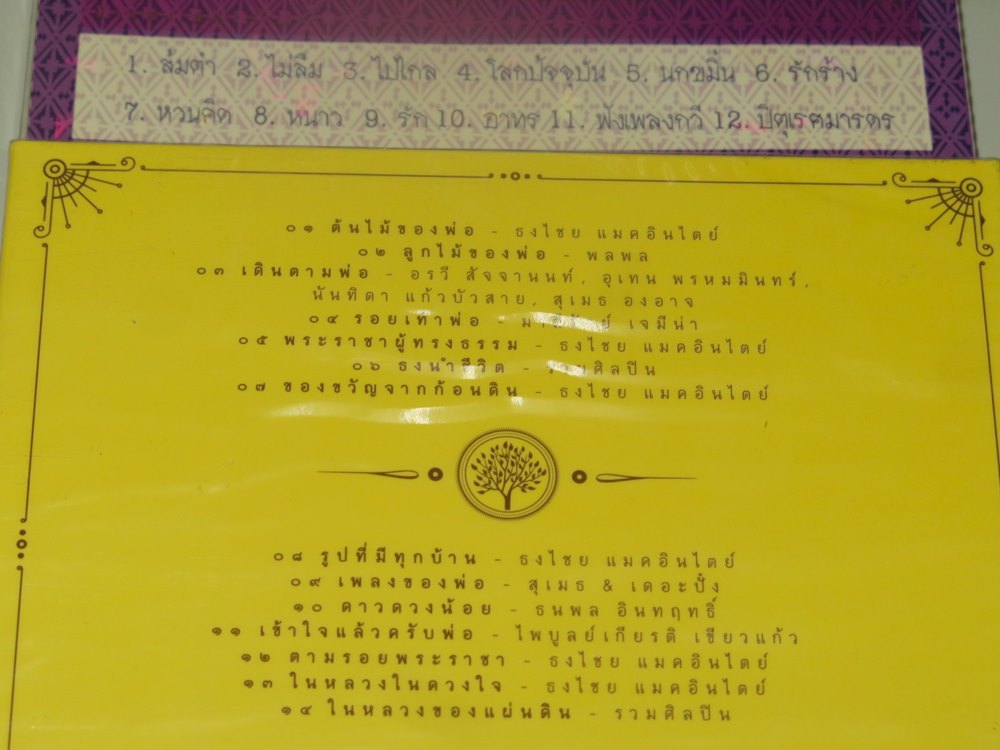 1. ส้มตำ 2. ไม่ลืม 3. ไปไกล 4. โลกปัจจุบัน 5. นกขมิ้น 6. รักร้าง
7. หวนคิด 8. หนาว 9. รัก 10. อาทร 11. ฟังเพลงกวี 12. ปิตุเรศมารดร
๐๑ ต้นไม้ของพ่อ - ธงไชย แมคอินไตย์
๐๒ ลูกไม้ของพ่อ - พลพล
๐๓ เดินตามพ่อ - อรวี สัจจานนท์, อุเทน พรหมมินทร์,
นันทิดา แก้วบัวสาย, สุเมธ องอาจ
๐๔ รอยเท้าพ่อ - เจมีน่า
๐๕ พระราชาผู้ทรงธรรม - ธงไชย แมคอินไตย์
๐๖ ธงนำชีวิต - รวมศิลปิน
๐๗ ของขวัญจากก้อนดิน - ธงไชย แมคอินไตย์
๐๘ รูปที่มีทุกบ้าน - ธงไชย แมคอินไตย์
๐๙ เพลงของพ่อ - สุเมธ & เดอะปั๋ง
๑๐ ดาวดวงน้อย - ธนพล อินทฤทธิ์
๑๑ เข้าใจแล้วครับพ่อ - ไพบูลย์เกียรติ เขียวแก้ว
๑๒ ตามรอยพระราชา - ธงไชย แมคอินไตย์
๑๓ ในหลวงในดวงใจ - ธงไชย แมคอินไตย์
๑๔ ในหลวงของแผ่นดิน - รวมศิลปิน